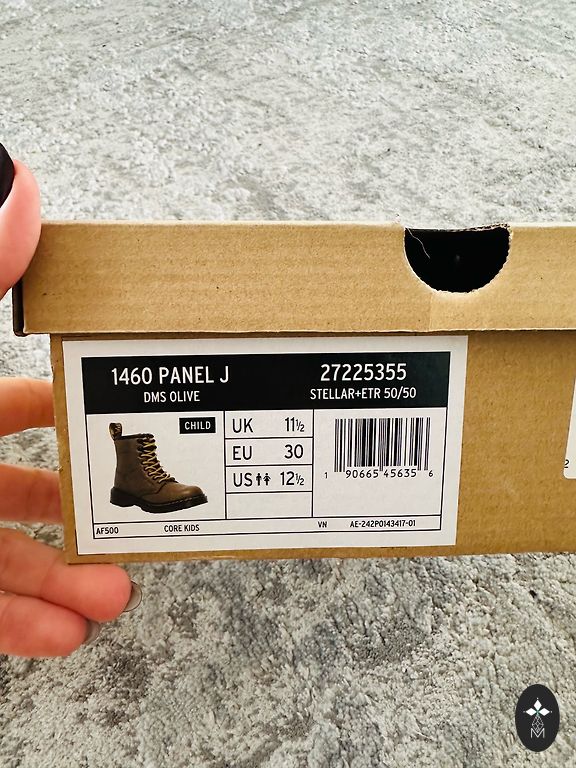 1460 PANEL J
DMS OLIVE
27225355
STELLAR+ETR 50/50
CHILD
UK 11½
EU 30
US 12½
1 90665 45635 6
AF500
CORE KIDS
VN
AE-242P0143417-01
2